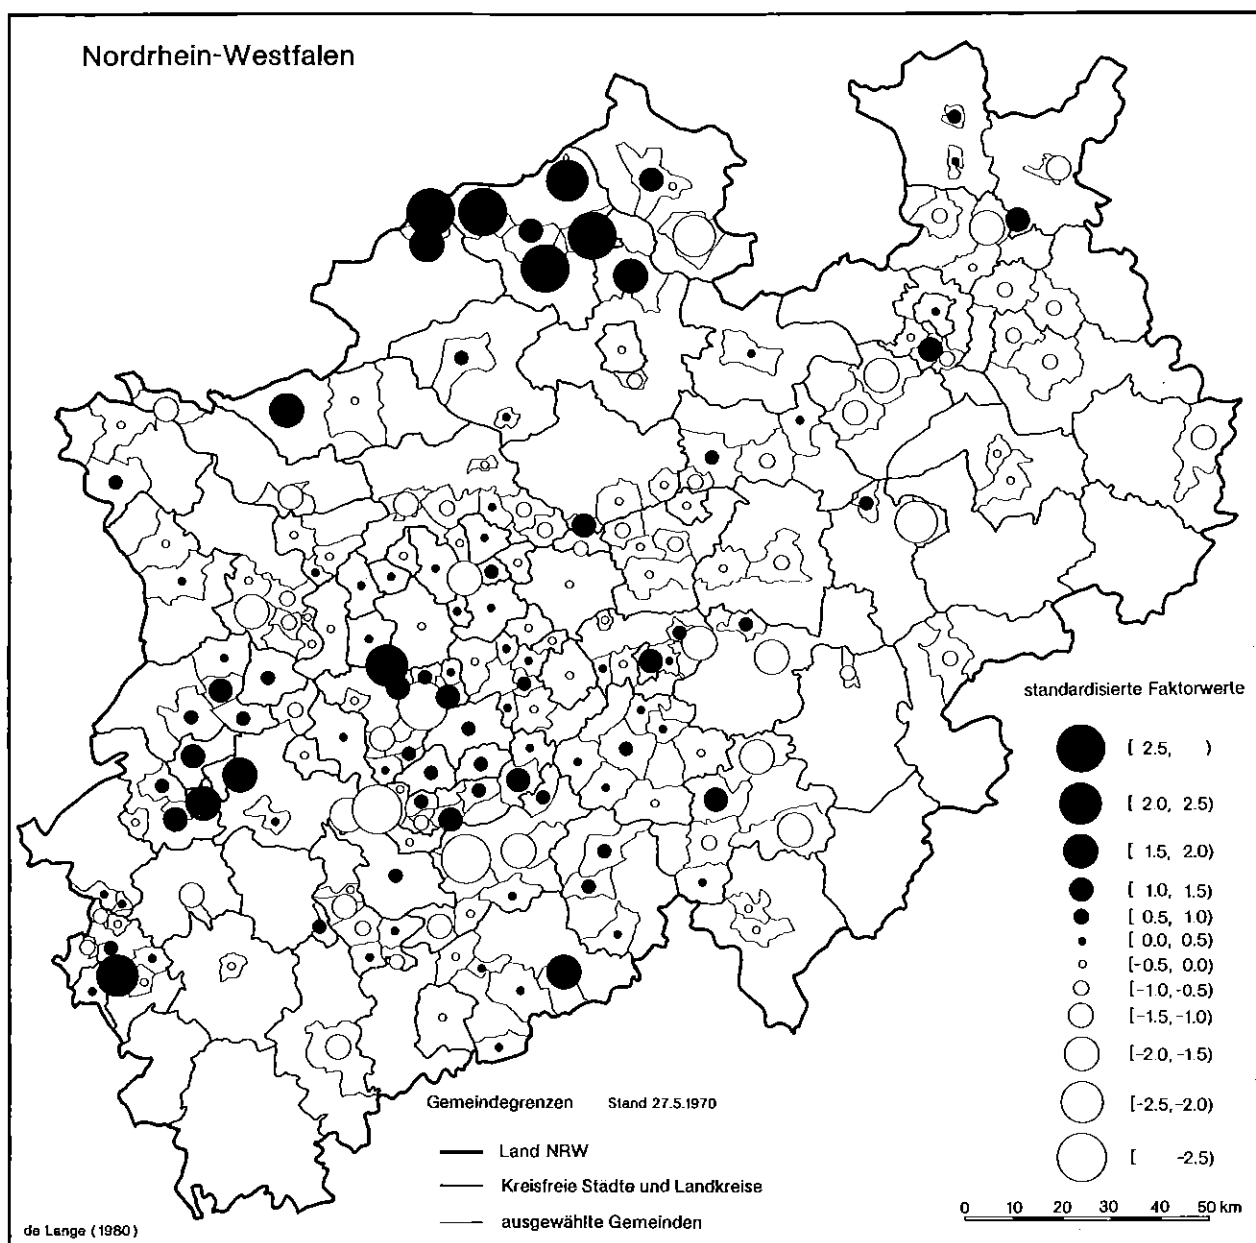 Nordrhein-Westfalen
standardisierte Faktorwerte
[ 2.5, )
[ 2.0, 2.5)
[ 1.5, 2.0)
[ 1.0, 1.5)
[ 0.5, 1.0)
[ 0.0, 0.5)
[-0.5, 0.0)
[-1.0, -0.5)
[-1.5, -1.0)
[-2.0, -1.5)
[-2.5, -2.0)
[ -2.5)
Gemeindegrenzen Stand 27.5.1970
Land NRW
Kreisfreie Städte und Landkreise
ausgewählte Gemeinden
0 10 20 30 40 50 km
de Lange (1980)